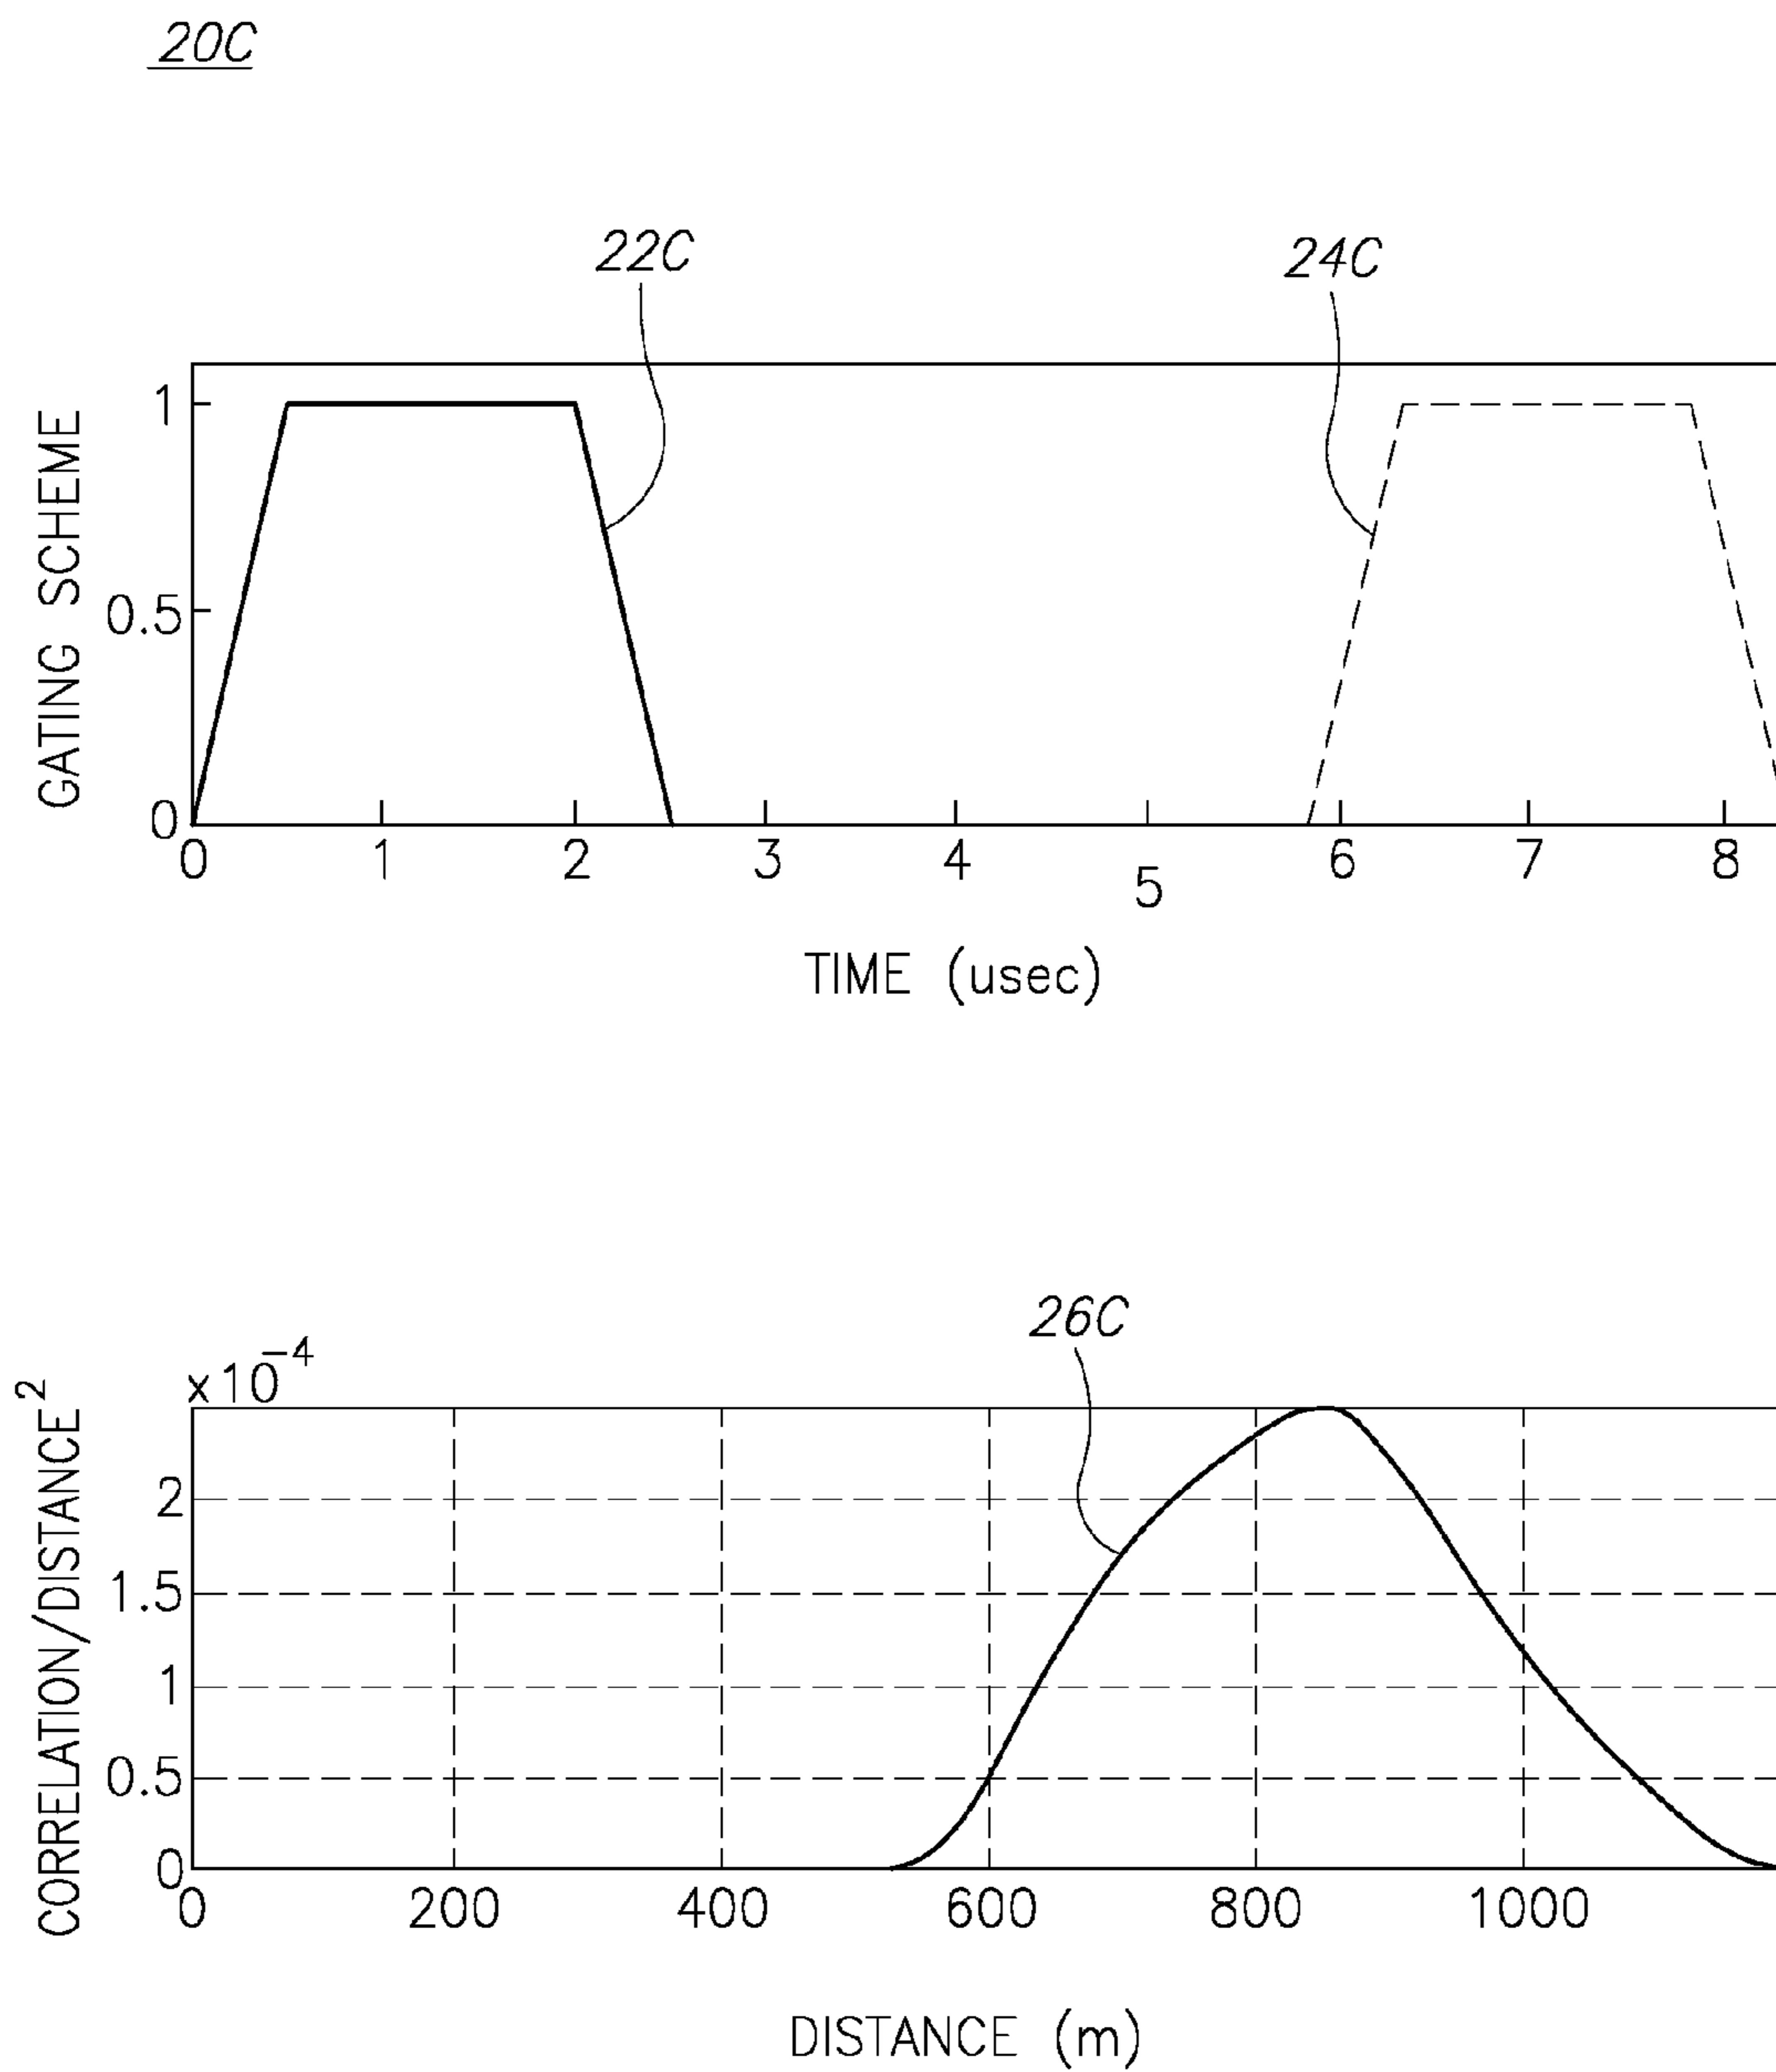 20C
22C
24C
GATING SCHEME
1
0.5
0
0 1 2 3 4 5 6 7 8
TIME (usec)
26C
x10⁻⁴
CORRELATION/DISTANCE²
2
1.5
1
0.5
0
0 200 400 600 800 1000
DISTANCE (m)